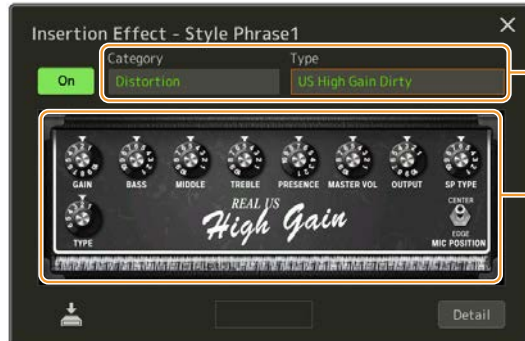 Insertion Effect - Style Phrase1
Category
Type
On
Distortion
US High Gain Dirty
GAIN BASS MIDDLE TREBLE PRESENCE MASTER VOL OUTPUT SP TYPE
REAL US
High Gain
CENTER
EDGE
TYPE
MIC POSITION
Detail